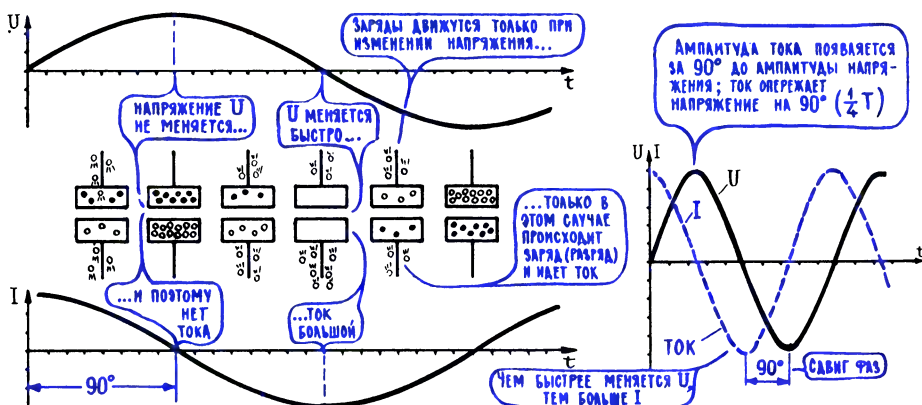 U
t
ЗАРЯДЫ ДВИЖУТСЯ ТОЛЬКО ПРИ
ИЗМЕНЕНИИ НАПРЯЖЕНИЯ...
НАПРЯЖЕНИЕ U
НЕ МЕНЯЕТСЯ...
U МЕНЯЕТСЯ
БЫСТРО...
...И ПОЭТОМУ
НЕТ
ТОКА
...ТОК
БОЛЬШОЙ
...ТОЛЬКО В
ЭТОМ СЛУЧАЕ
ПРОИСХОДИТ
ЗАРЯД (РАЗРЯД)
И ИДЕТ ТОК
I
t
90°
АМПЛИТУДА ТОКА ПОЯВЛЯЕТСЯ
ЗА 90° ДО АМПЛИТУДЫ НАПРЯ-
ЖЕНИЯ; ТОК ОПЕРЕЖАЕТ
НАПРЯЖЕНИЕ НА 90° (1/4 T)
U I
U
I
t
ТОК
90°
СДВИГ ФАЗ
ЧЕМ БЫСТРЕЕ МЕНЯЕТСЯ U,
ТЕМ БОЛЬШЕ I